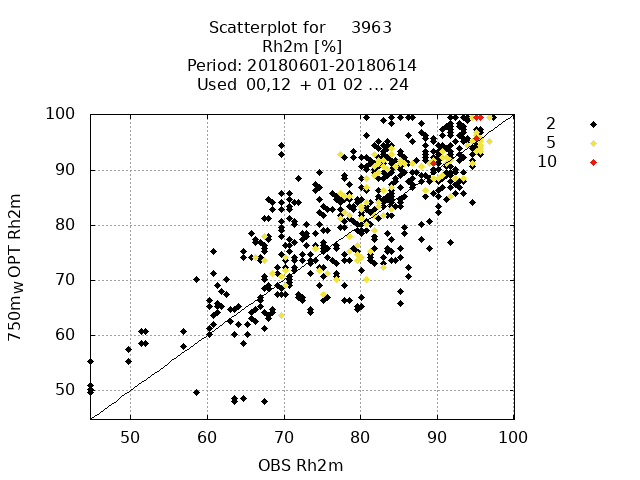 Scatterplot for 3963
Rh2m [%]
Period: 20180601-20180614
Used 00,12 + 01 02 ... 24
100
90
80
70
60
50
50 60 70 80 90 100
750m_W OPT Rh2m
OBS Rh2m
2
5
10